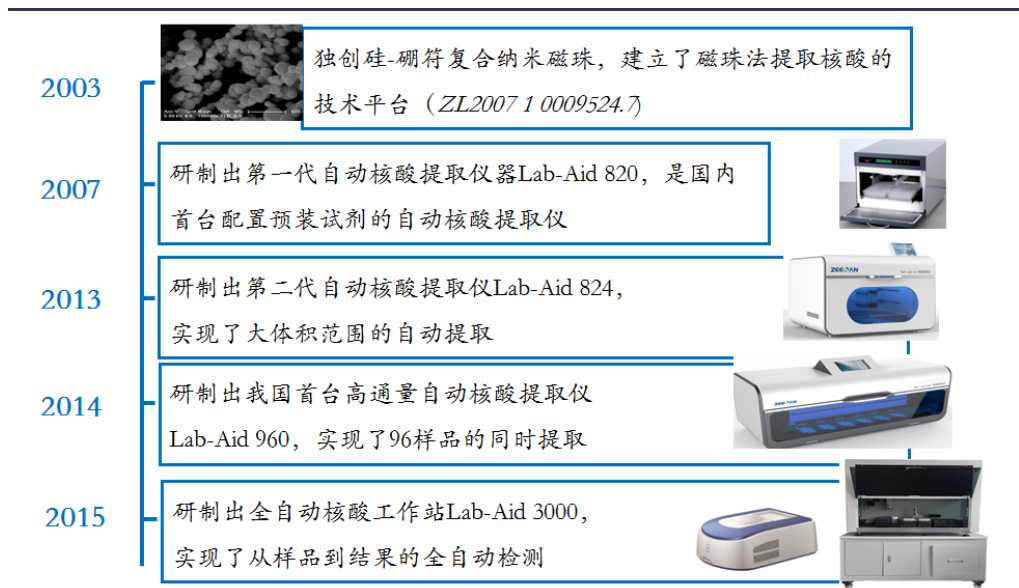 2003
独创硅-硼符复合纳米磁珠，建立了磁珠法提取核酸的
技术平台（ZL2007 1 0009524.7)
2007
研制出第一代自动核酸提取仪器Lab-Aid 820，是国内
首台配置预装试剂的自动核酸提取仪
2013
研制出第二代自动核酸提取仪Lab-Aid 824，
实现了大体积范围的自动提取
ZEESAN
2014
研制出我国首台高通量自动核酸提取仪
Lab-Aid 960，实现了96样品的同时提取
ZEESAN
2015
研制出全自动核酸工作站Lab-Aid 3000，
实现了从样品到结果的全自动检测